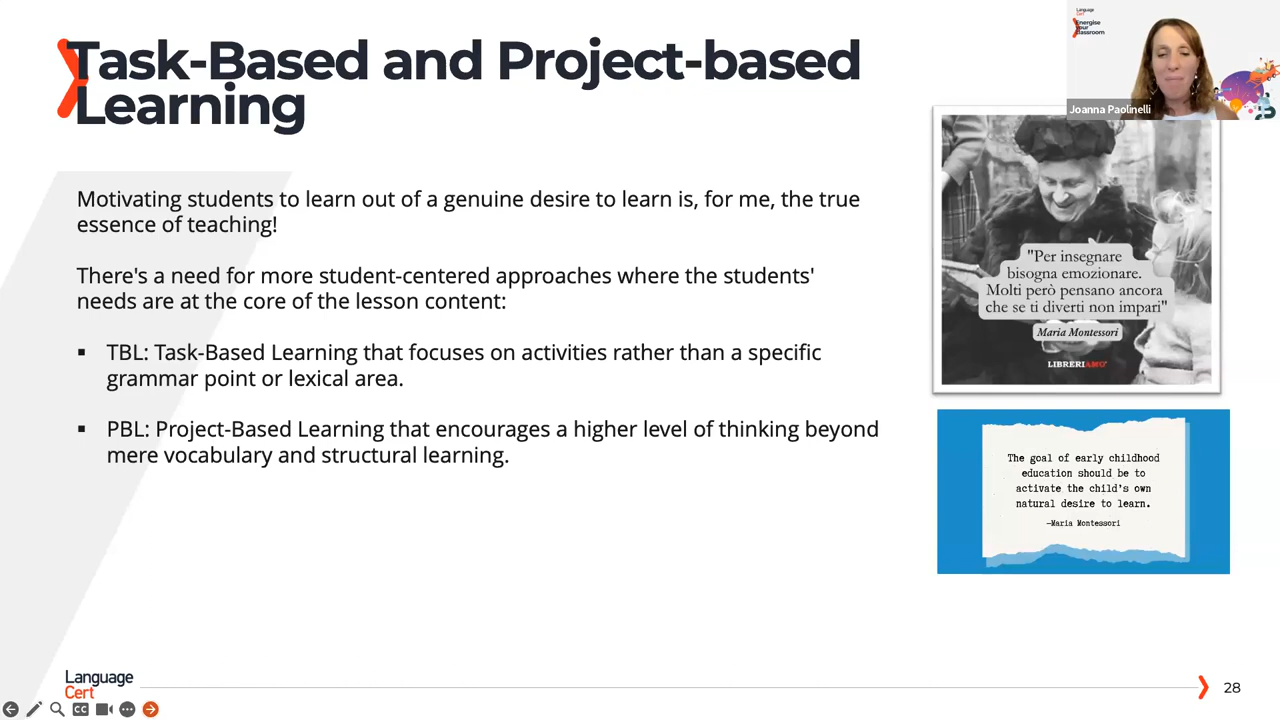 Task-Based and Project-based
Learning
Language
Cert
Energise
your
classroom
Joanna Paolinelli
Motivating students to learn out of a genuine desire to learn is, for me, the true
essence of teaching!
There's a need for more student-centered approaches where the students'
needs are at the core of the lesson content:
▪ TBL: Task-Based Learning that focuses on activities rather than a specific
grammar point or lexical area.
▪ PBL: Project-Based Learning that encourages a higher level of thinking beyond
mere vocabulary and structural learning.
"Per insegnare
bisogna emozionare.
Molti però pensano ancora
che se ti diverti non impari"
Maria Montessori
LIBRERIAMO
The goal of early childhood
education should be to
activate the child's own
natural desire to learn.
—Maria Montessori
Language
Cert
CC
28